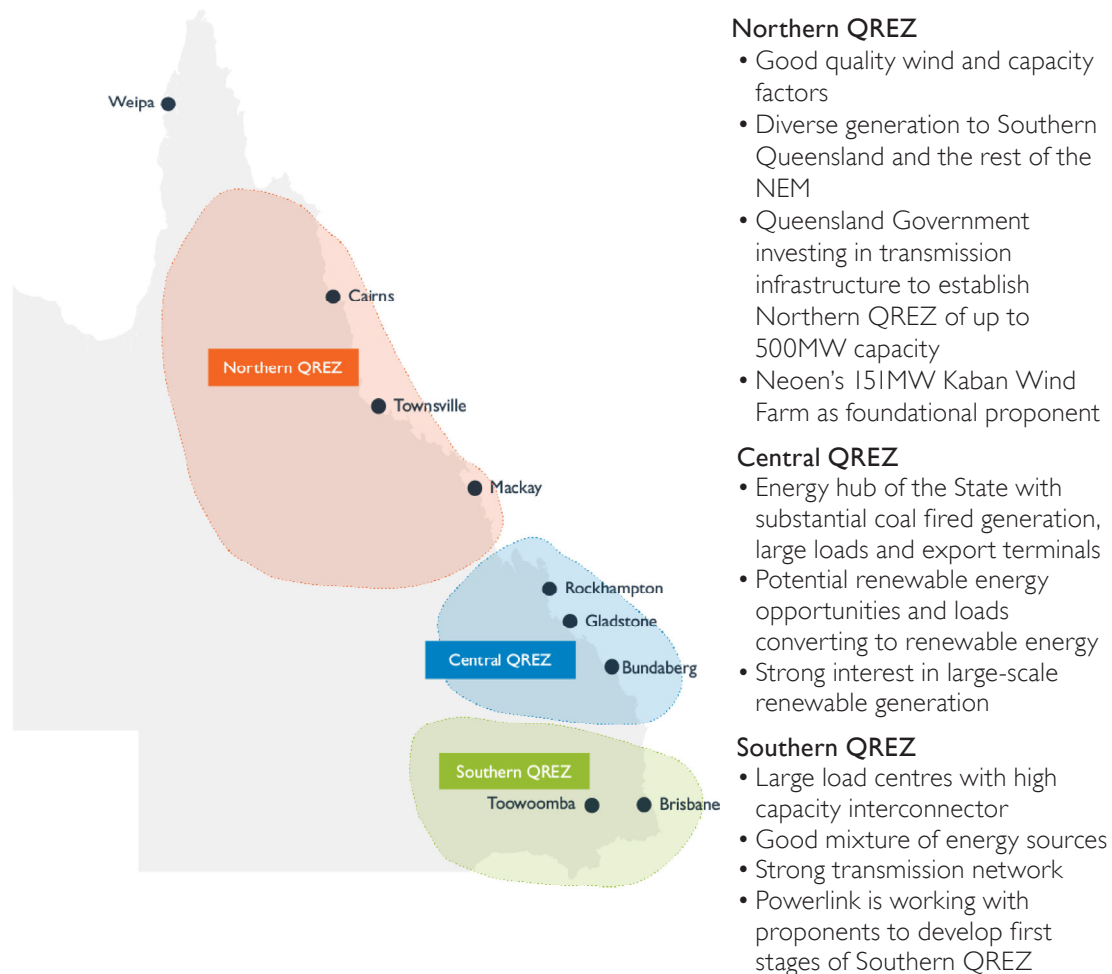 Weipa
Cairns
Northern QREZ
Townsville
Mackay
Rockhampton
Gladstone
Central QREZ
Bundaberg
Southern QREZ
Toowoomba
Brisbane
Northern QREZ
• Good quality wind and capacity
factors
• Diverse generation to Southern
Queensland and the rest of the
NEM
• Queensland Government
investing in transmission
infrastructure to establish
Northern QREZ of up to
500MW capacity
• Neoen's 151MW Kaban Wind
Farm as foundational proponent
Central QREZ
• Energy hub of the State with
substantial coal fired generation,
large loads and export terminals
• Potential renewable energy
opportunities and loads
converting to renewable energy
• Strong interest in large-scale
renewable generation
Southern QREZ
• Large load centres with high
capacity interconnector
• Good mixture of energy sources
• Strong transmission network
• Powerlink is working with
proponents to develop first
stages of Southern QREZ